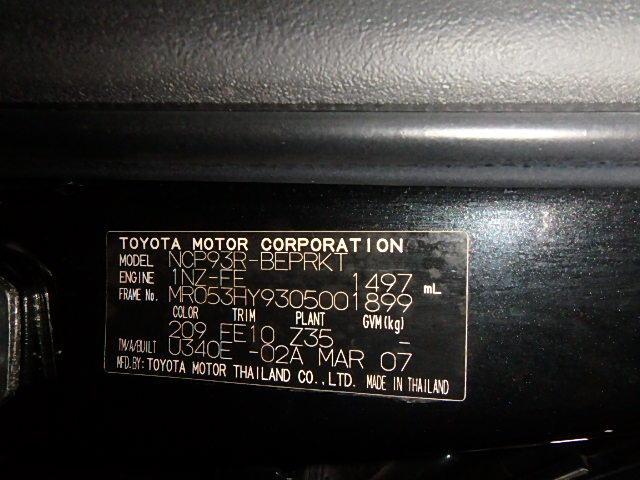 TOYOTA MOTOR CORPORATION
MODEL NCP93R-BEPRKT
ENGINE 1NZ-FE 1497 mL
FRAME No. MR053HY9305001899
COLOR TRIM PLANT GVM(kg)
209 FE10 Z35 -
T/A/BUILT U340E -02A MAR 07
MFD.BY: TOYOTA MOTOR THAILAND CO.,LTD. MADE IN THAILAND